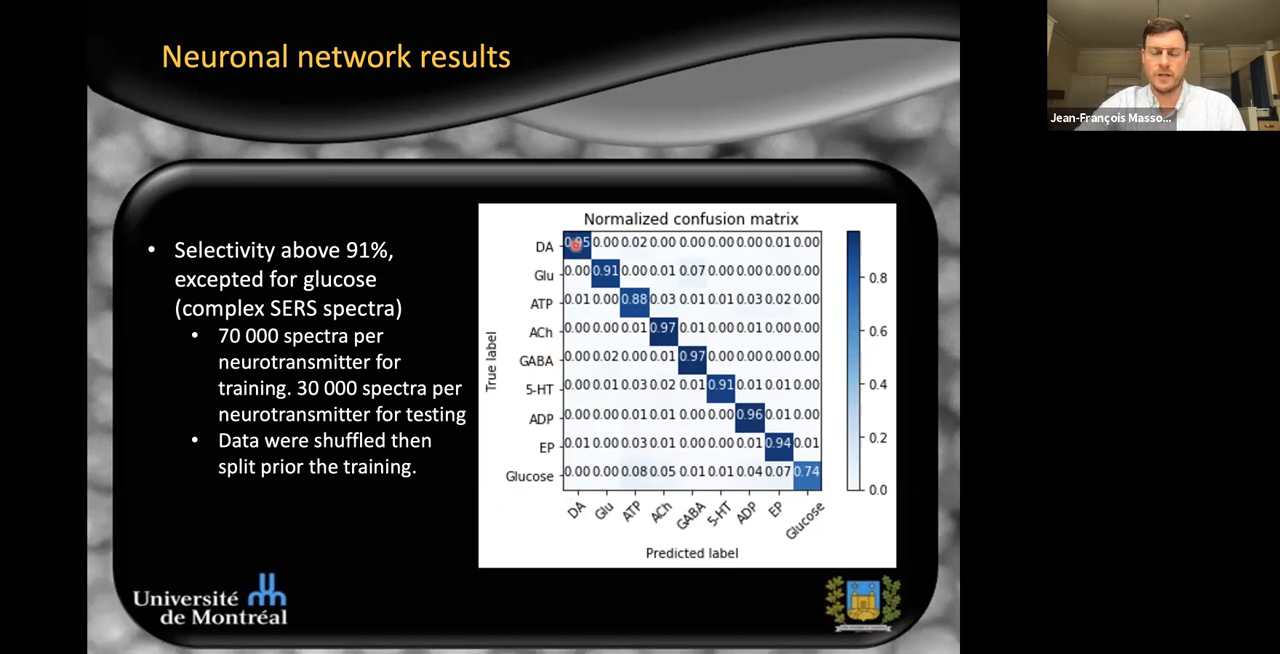 Neuronal network results
Jean-François Masso...
• Selectivity above 91%,
excepted for glucose
(complex SERS spectra)
• 70 000 spectra per
neurotransmitter for
training. 30 000 spectra per
neurotransmitter for testing
• Data were shuffled then
split prior the training.
Normalized confusion matrix
True label
DA 0.95 0.00 0.02 0.00 0.00 0.00 0.00 0.01 0.00
Glu 0.00 0.91 0.00 0.01 0.07 0.00 0.00 0.00 0.00
ATP 0.01 0.00 0.88 0.03 0.01 0.01 0.03 0.02 0.00
ACh 0.00 0.00 0.01 0.97 0.01 0.00 0.01 0.00 0.00
GABA 0.00 0.02 0.00 0.01 0.97 0.00 0.00 0.00 0.00
5-HT 0.00 0.01 0.03 0.02 0.01 0.91 0.01 0.01 0.00
ADP 0.00 0.00 0.01 0.01 0.00 0.00 0.96 0.01 0.00
EP 0.01 0.00 0.03 0.01 0.00 0.00 0.01 0.94 0.01
Glucose 0.00 0.00 0.08 0.05 0.01 0.01 0.04 0.07 0.74
DA Glu ATP ACh GABA 5-HT ADP EP Glucose
Predicted label
0.8
0.6
0.4
0.2
0.0
Université
de Montréal